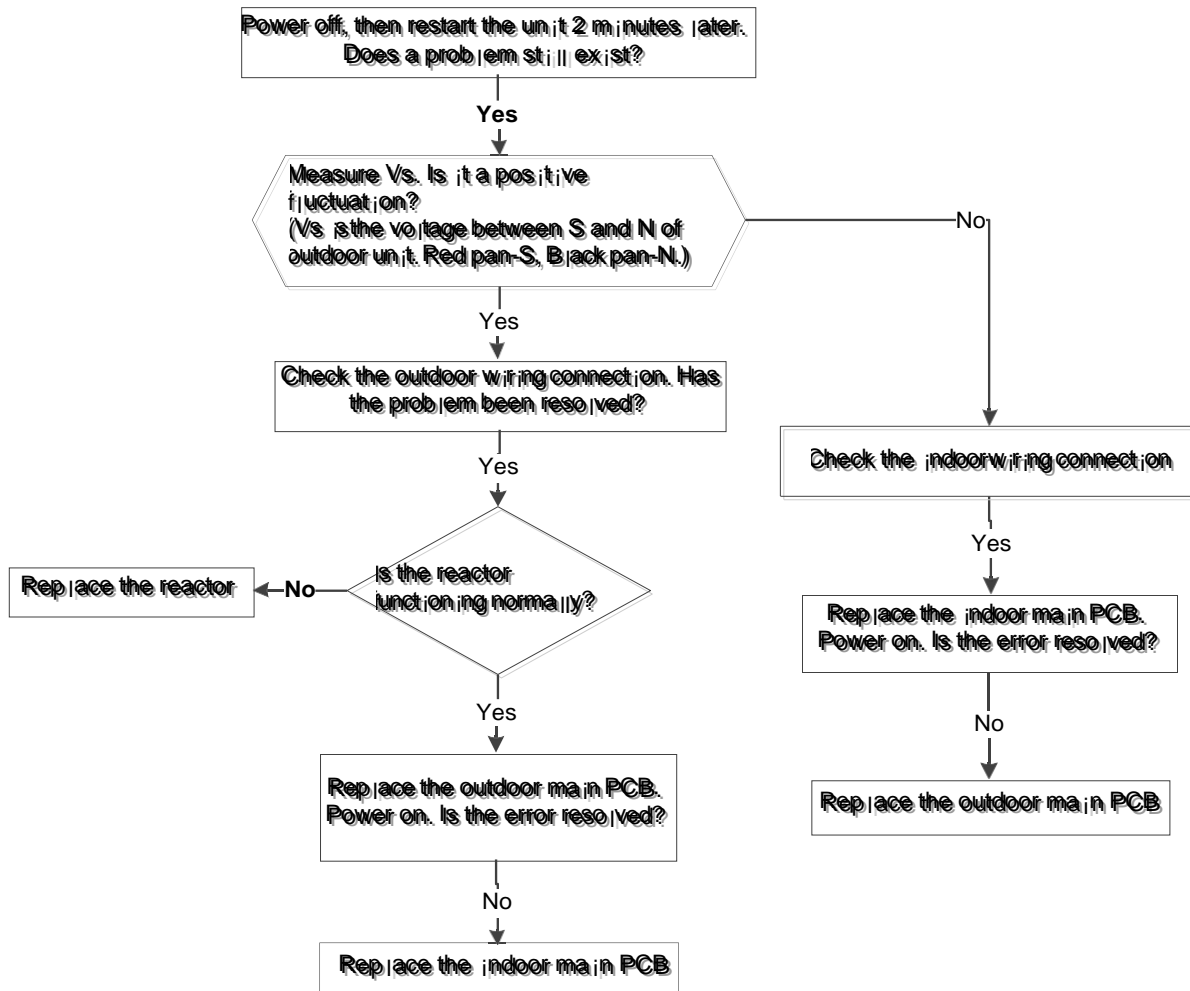 Power off, then restart the unit 2 minutes later.
Does a problem still exist?
Yes
Measure Vs. Is it a positive
fluctuation?
(Vs is the voltage between S and N of
outdoor unit. Red pan-S, Black pan-N.)
No
Yes
Check the outdoor wiring connection. Has
the problem been resolved?
Yes
Check the indoor wiring connection
Is the reactor
functioning normally?
No
Replace the reactor
Yes
Replace the indoor main PCB.
Power on. Is the error resolved?
Yes
No
Replace the outdoor main PCB.
Power on. Is the error resolved?
Replace the outdoor main PCB
No
Replace the indoor main PCB